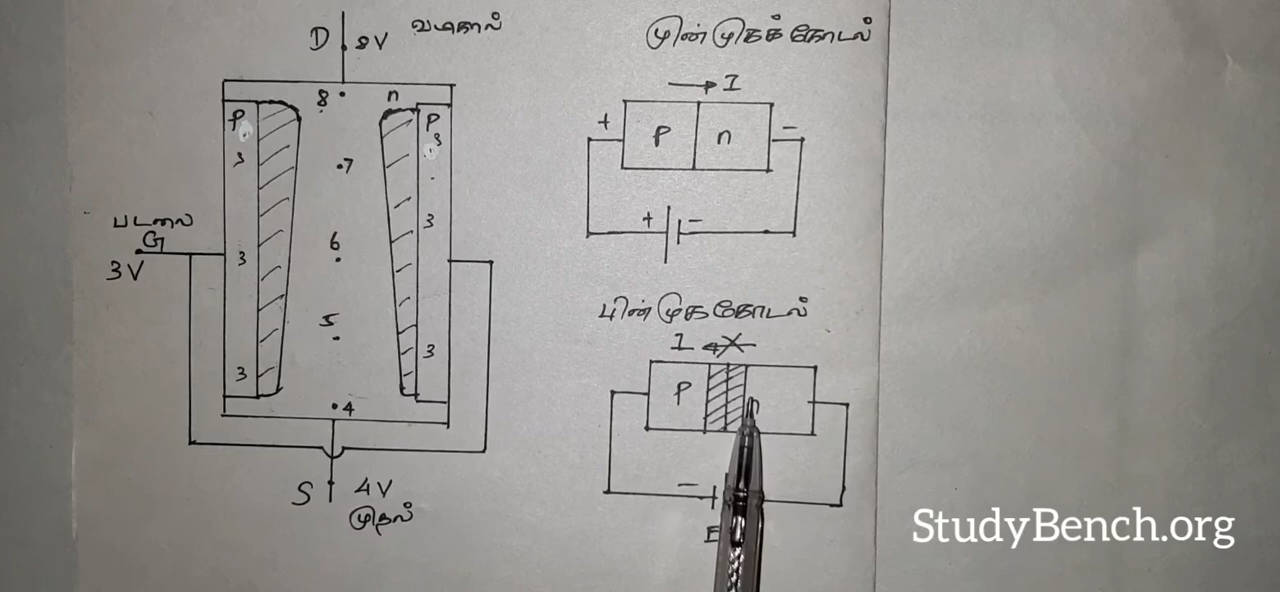 D 8V வடிகால்
8 n
P P
3 3
7
படலை
G
3V
3 3
6
5
3 3
4
S 4V
முதல்
முன்முகக் கோடல்
I
+ P n -
+ -
பின்முககோடல்
I
P
-
StudyBench.org